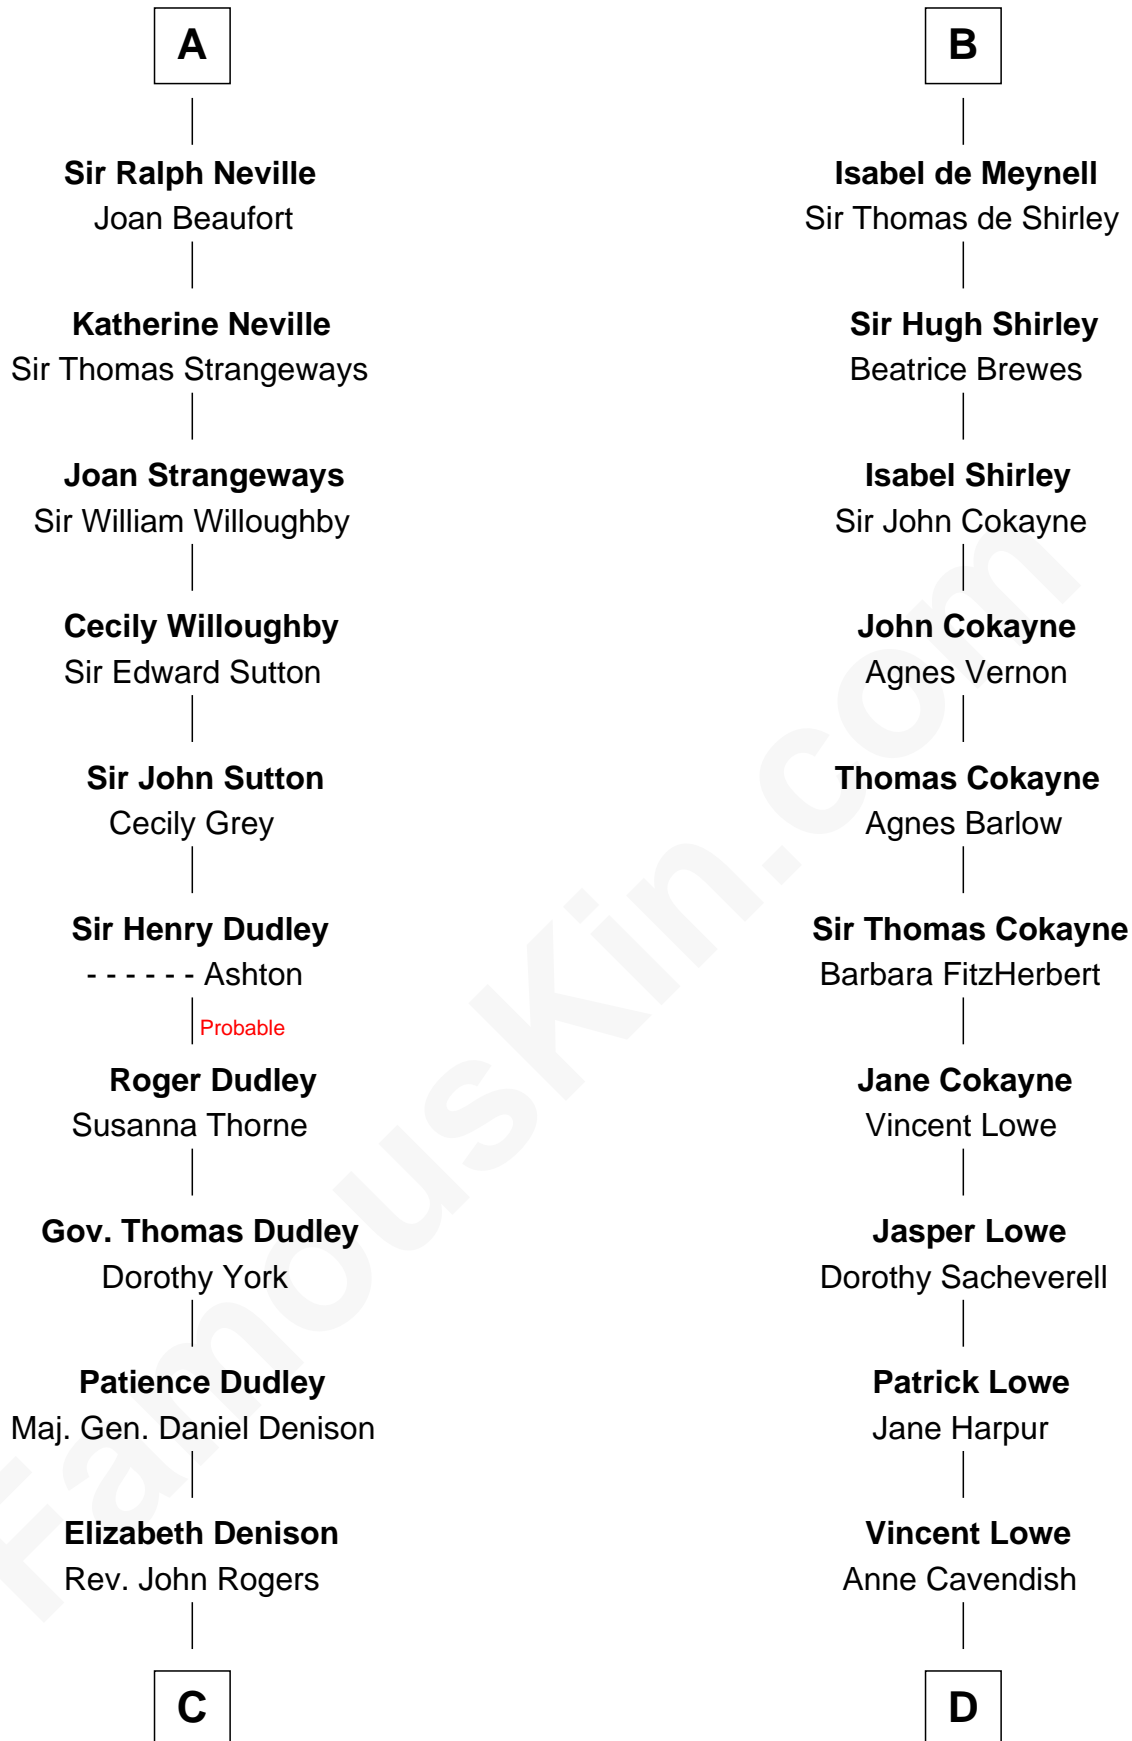 A
Sir Ralph Neville
Joan Beaufort
Katherine Neville
Sir Thomas Strangeways
Joan Strangeways
Sir William Willoughby
Cecily Willoughby
Sir Edward Sutton
Sir John Sutton
Cecily Grey
Sir Henry Dudley
- - - - - - Ashton
Probable
Roger Dudley
Susanna Thorne
Gov. Thomas Dudley
Dorothy York
Patience Dudley
Maj. Gen. Daniel Denison
Elizabeth Denison
Rev. John Rogers
C
B
Isabel de Meynell
Sir Thomas de Shirley
Sir Hugh Shirley
Beatrice Brewes
Isabel Shirley
Sir John Cokayne
John Cokayne
Agnes Vernon
Thomas Cokayne
Agnes Barlow
Sir Thomas Cokayne
Barbara FitzHerbert
Jane Cokayne
Vincent Lowe
Jasper Lowe
Dorothy Sacheverell
Patrick Lowe
Jane Harpur
Vincent Lowe
Anne Cavendish
D
FamousKin.com